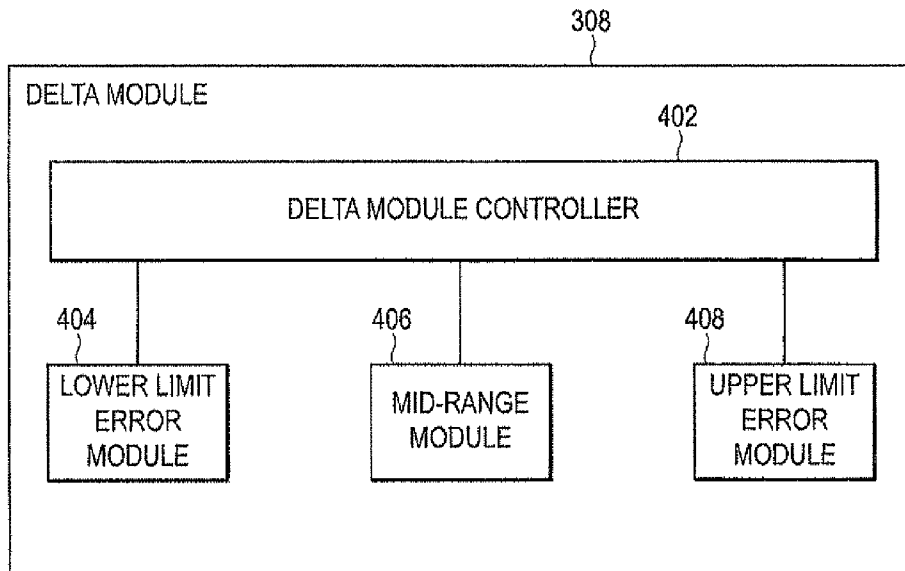 308
DELTA MODULE
402
DELTA MODULE CONTROLLER
404
LOWER LIMIT
ERROR
MODULE
406
MID-RANGE
MODULE
408
UPPER LIMIT
ERROR
MODULE